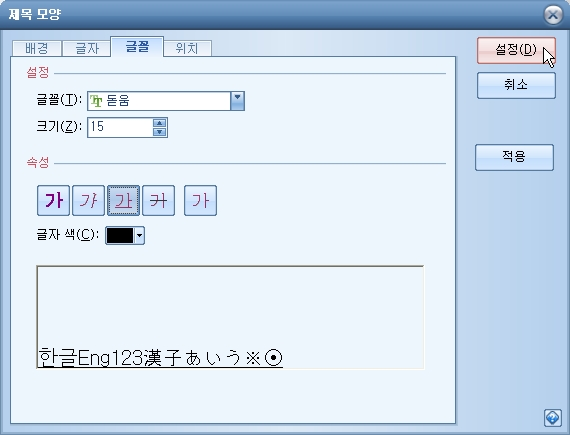 제목 모양
배경 글자 글꼴 위치
설정(D)
취소
적용
설정
글꼴(T): 돋움
크기(Z): 15
속성
가 가 가 가 가
글자 색(C):
한글Eng123漢子あいう※⊙